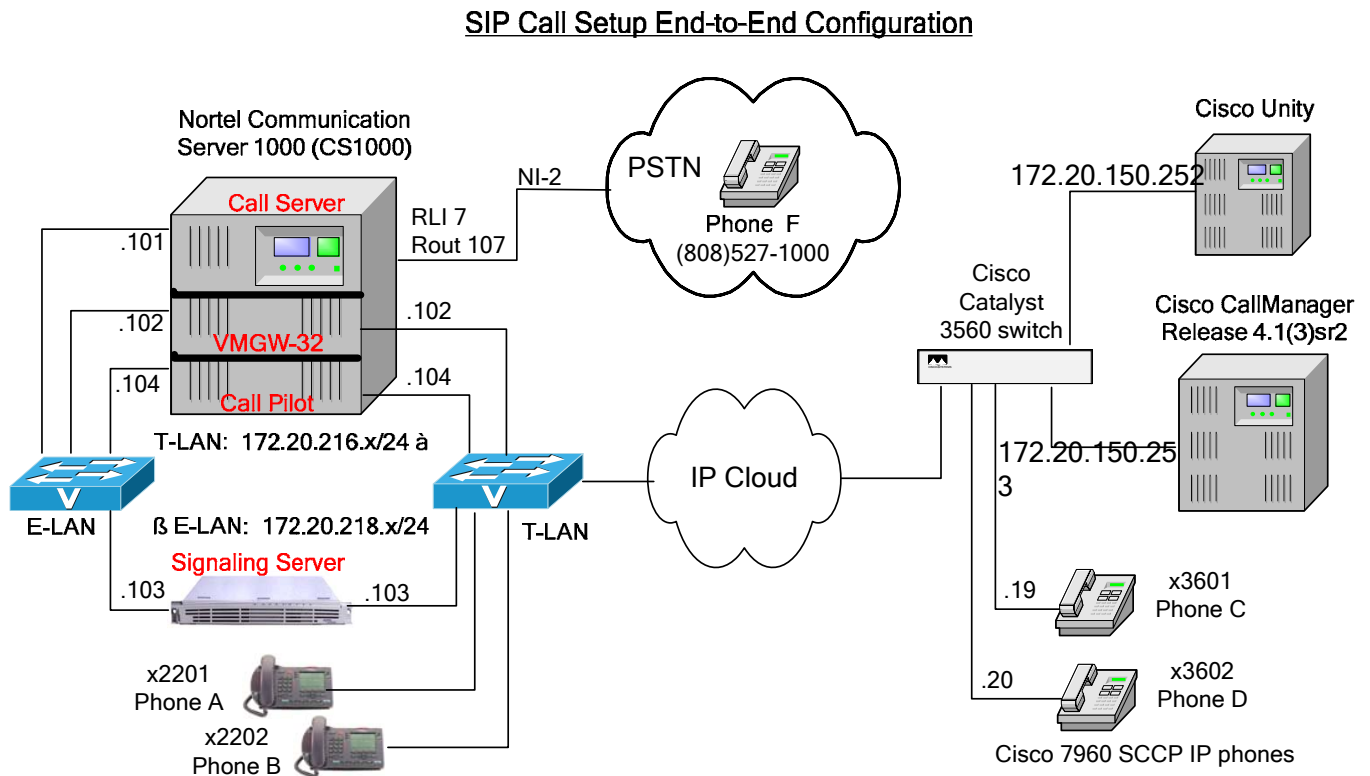 SIP Call Setup End-to-End Configuration
Nortel Communication
Server 1000 (CS1000)
Call Server
VMGW-32
Call Pilot
.101
.102
.104
RLI 7
Rout 107
NI-2
.102
.104
PSTN
Phone F
(808)527-1000
T-LAN: 172.20.216.x/24 à
E-LAN
ß E-LAN: 172.20.218.x/24
T-LAN
Signaling Server
.103
.103
x2201
Phone A
x2202
Phone B
IP Cloud
Cisco
Catalyst
3560 switch
Cisco Unity
172.20.150.252
Cisco CallManager
Release 4.1(3)sr2
172.20.150.25
3
.19
x3601
Phone C
.20
x3602
Phone D
Cisco 7960 SCCP IP phones